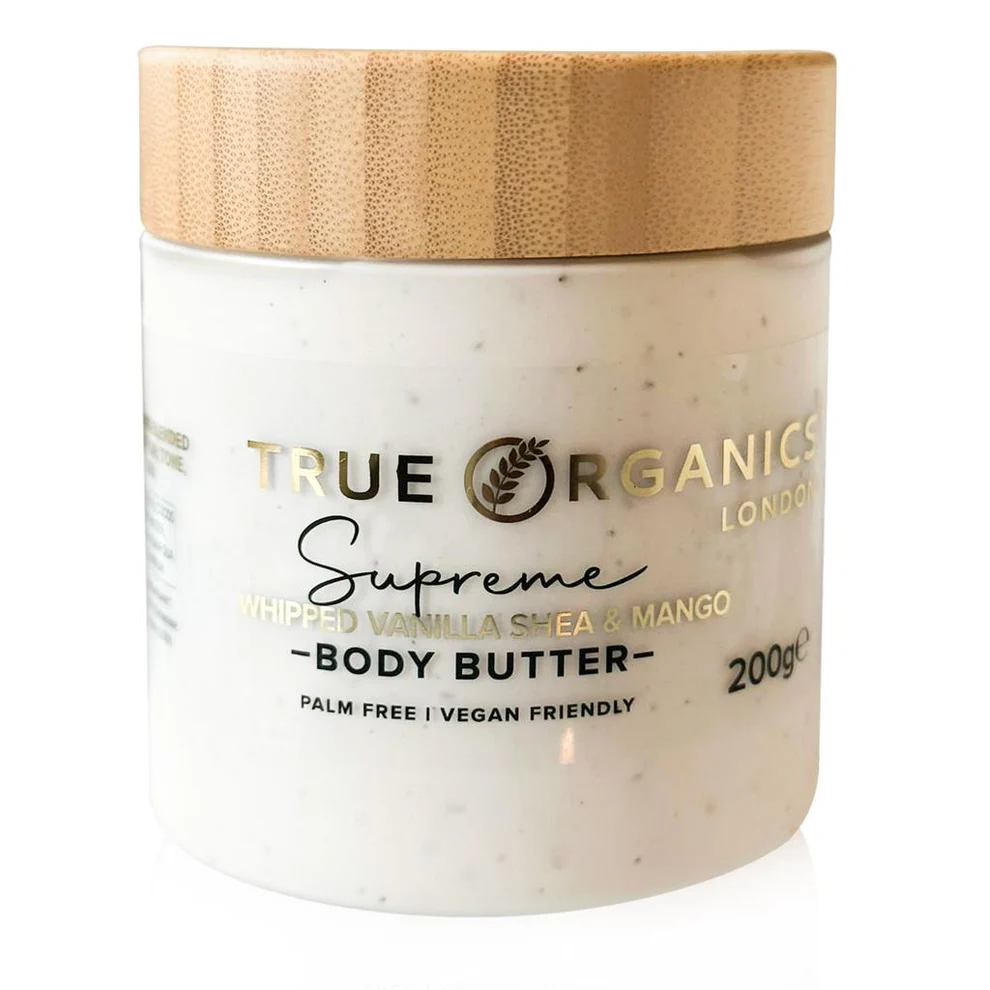 TRUE ORGANICS
LONDON
Supreme
WHIPPED VANILLA SHEA & MANGO
-BODY BUTTER-
PALM FREE | VEGAN FRIENDLY
200g℮